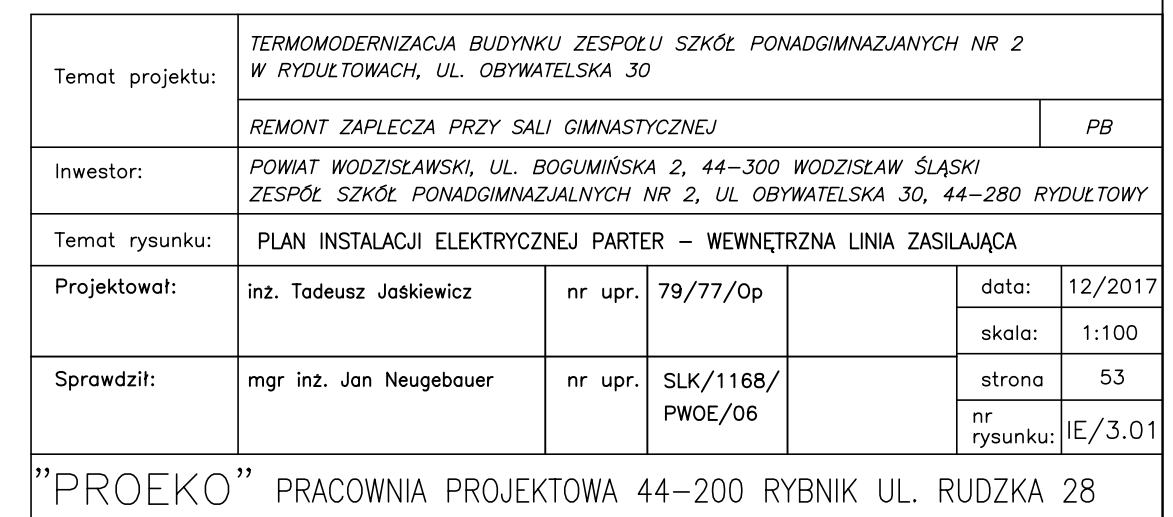 Temat projektu:
TERMOMODERNIZACJA BUDYNKU ZESPOŁU SZKÓŁ PONADGIMNAZJANYCH NR 2
W RYDUŁTOWACH, UL. OBYWATELSKA 30
REMONT ZAPLECZA PRZY SALI GIMNASTYCZNEJ PB
Inwestor:
POWIAT WODZISŁAWSKI, UL. BOGUMIŃSKA 2, 44-300 WODZISŁAW ŚLĄSKI
ZESPÓŁ SZKÓŁ PONADGIMNAZJALNYCH NR 2, UL OBYWATELSKA 30, 44-280 RYDUŁTOWY
Temat rysunku: PLAN INSTALACJI ELEKTRYCZNEJ PARTER – WEWNĘTRZNA LINIA ZASILAJĄCA
Projektował: inż. Tadeusz Jaśkiewicz nr upr. 79/77/Op data: 12/2017
skala: 1:100
Sprawdził: mgr inż. Jan Neugebauer nr upr. SLK/1168/ strona 53
PWOE/06
nr
rysunku: IE/3.01
"PROEKO" PRACOWNIA PROJEKTOWA 44-200 RYBNIK UL. RUDZKA 28